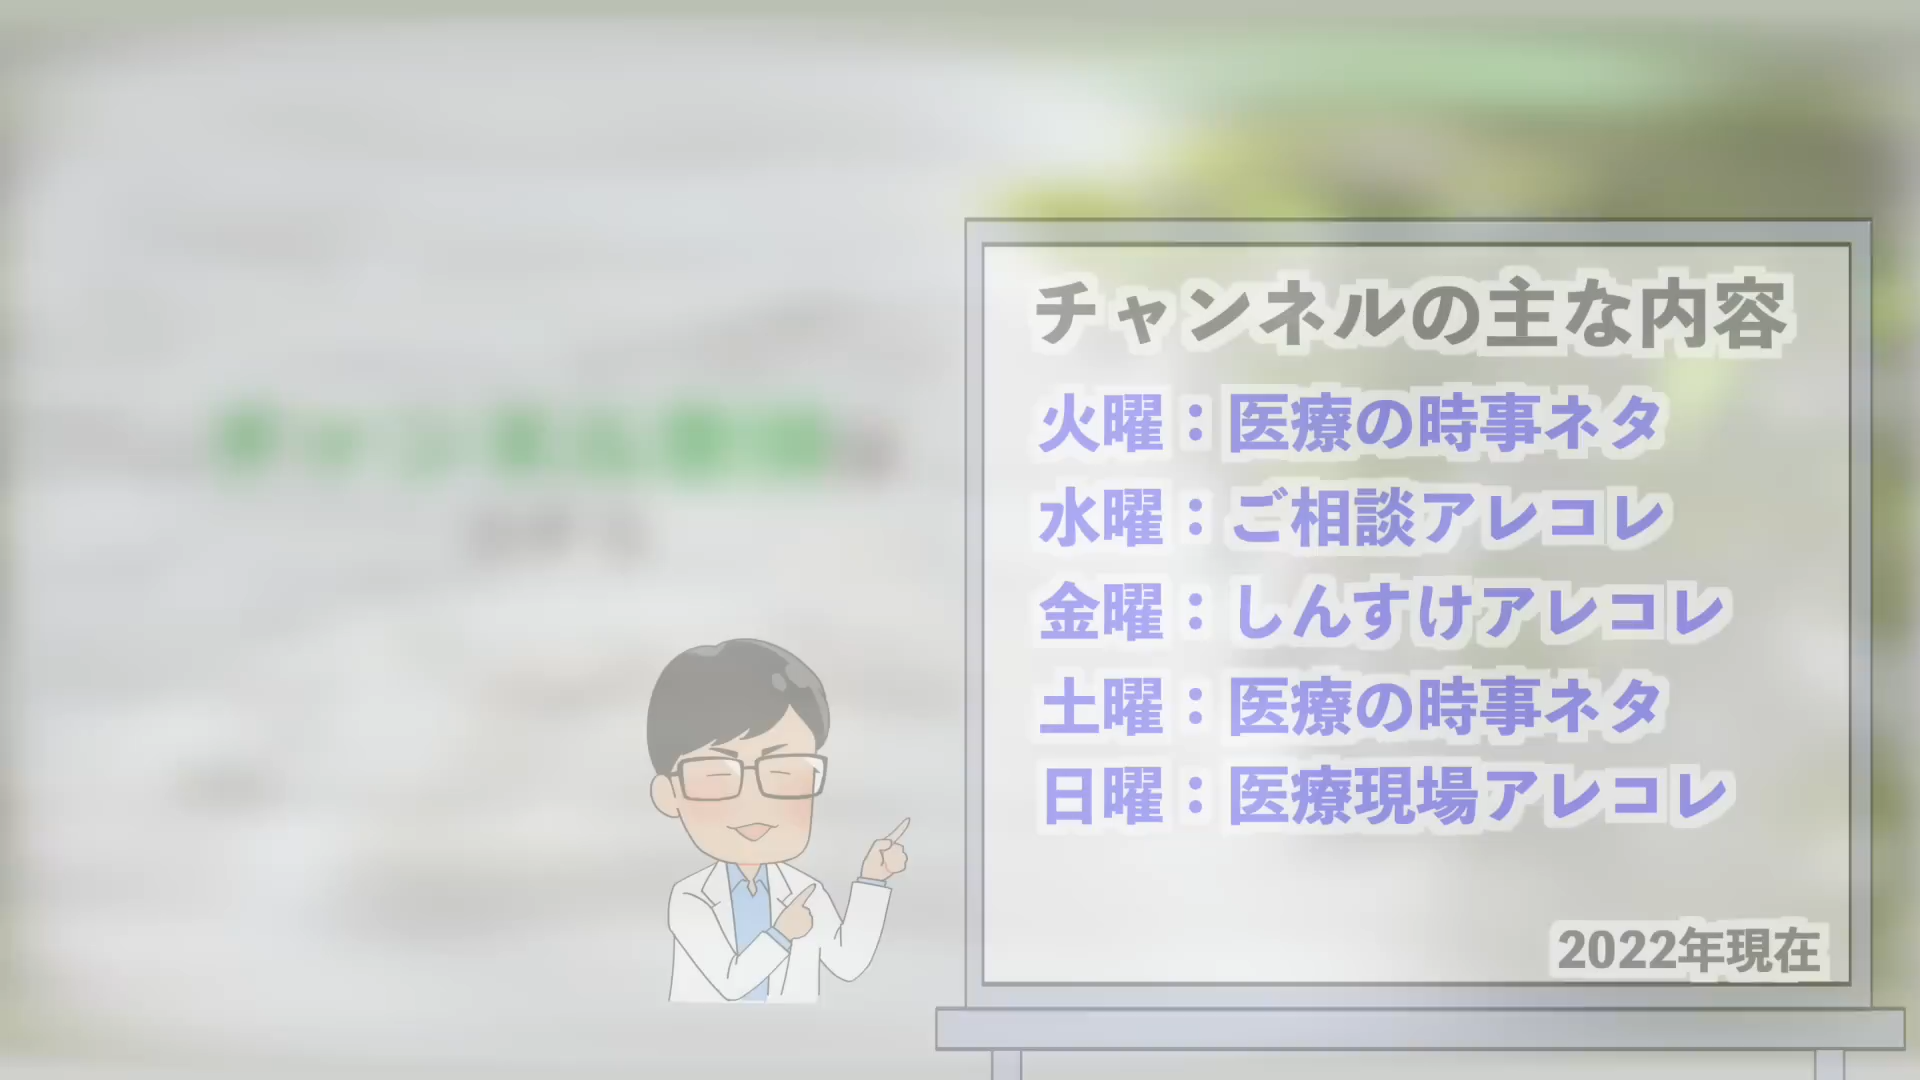 チャンネルの主な内容
火曜：医療の時事ネタ
水曜：ご相談アレコレ
金曜：しんすけアレコレ
土曜：医療の時事ネタ
日曜：医療現場アレコレ
2022年現在